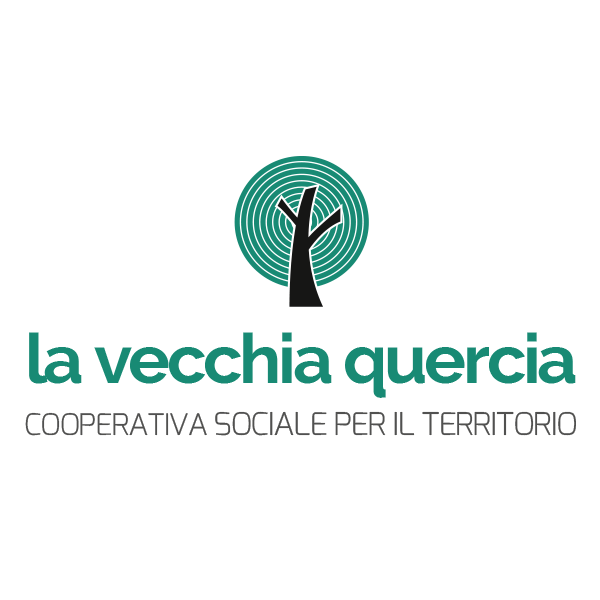 la vecchia quercia
COOPERATIVA SOCIALE PER IL TERRITORIO